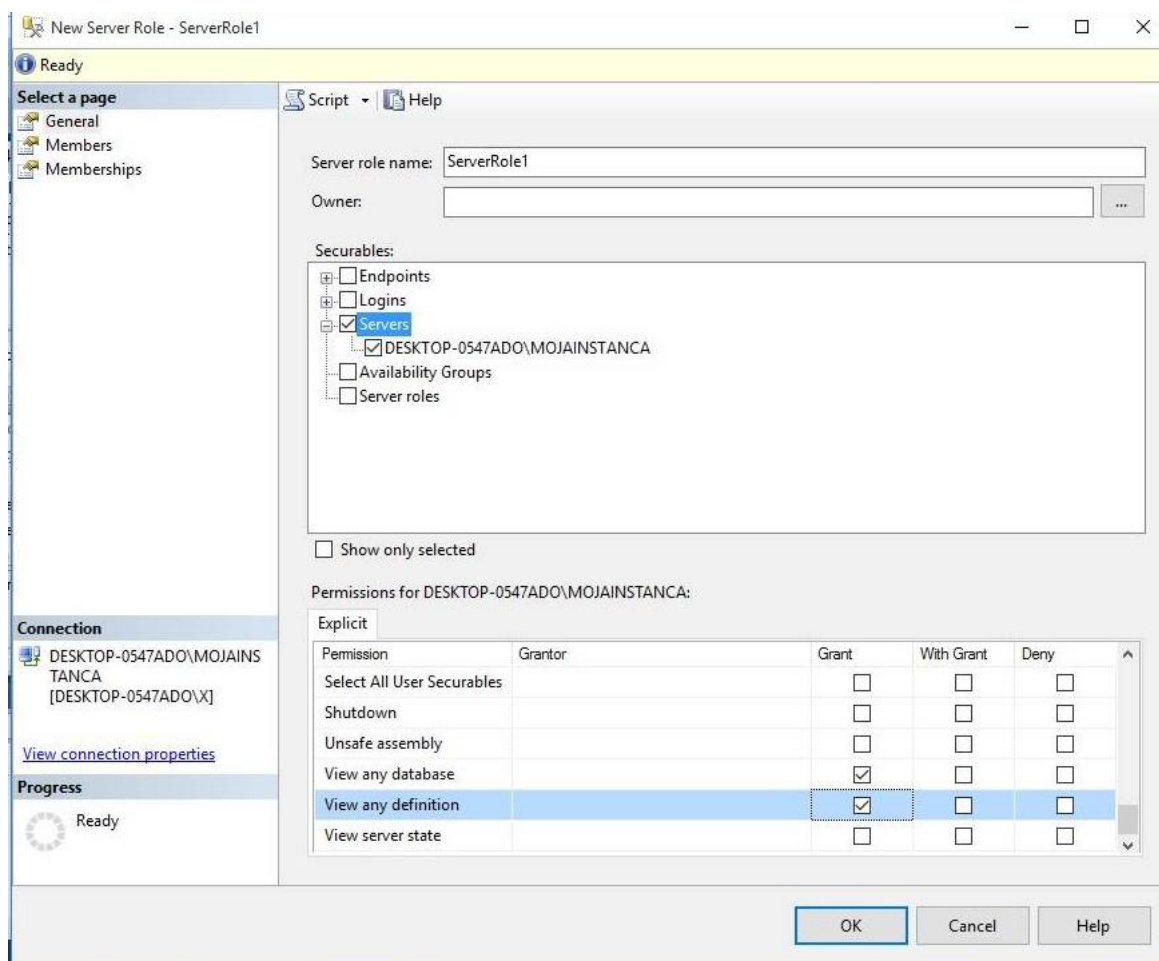 New Server Role - ServerRole1
Ready
Select a page
General
Members
Memberships
Script
Help
Server role name: ServerRole1
Owner:
...
Securables:
Endpoints
Logins
Servers
DESKTOP-0547ADO\MOJAINSTANCA
Availability Groups
Server roles
Show only selected
Permissions for DESKTOP-0547ADO\MOJAINSTANCA:
Explicit
Permission Grantor Grant With Grant Deny
Select All User Securables
Shutdown
Unsafe assembly
View any database
View any definition
View server state
Connection
DESKTOP-0547ADO\MOJAINS
TANCA
[DESKTOP-0547ADO\X]
View connection properties
Progress
Ready
OK Cancel Help